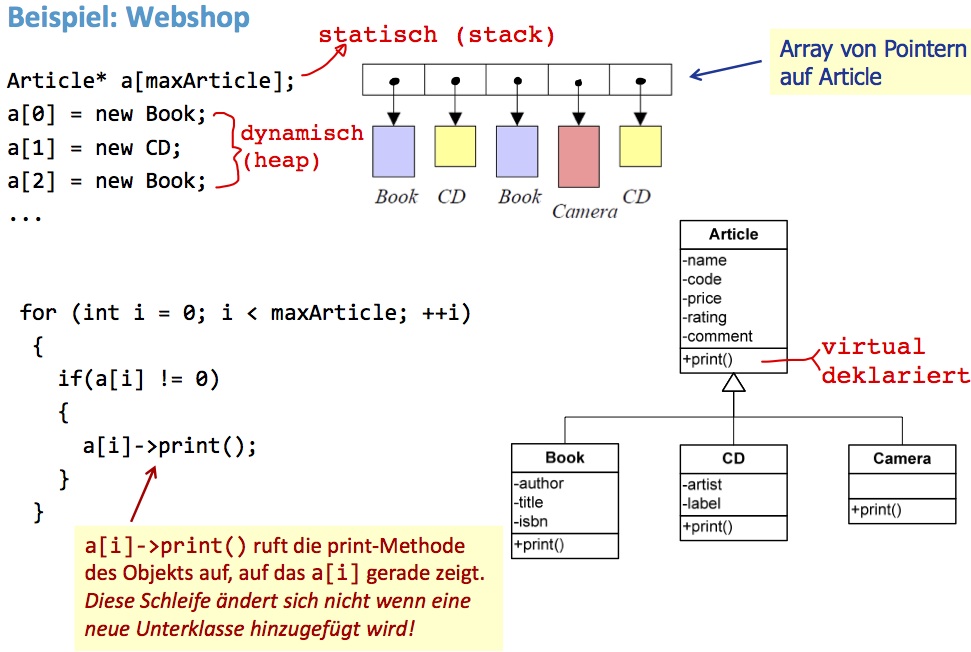 Beispiel: Webshop
statisch (stack)
Article* a[maxArticle];
a[0] = new Book;
a[1] = new CD;
a[2] = new Book;
...
dynamisch
(heap)
Array von Pointern
auf Article
Book CD Book Camera CD
for (int i = 0; i < maxArticle; ++i)
{
if(a[i] != 0)
{
a[i]->print();
}
}
a[i]->print() ruft die print-Methode
des Objekts auf, auf das a[i] gerade zeigt.
Diese Schleife ändert sich nicht wenn eine
neue Unterklasse hinzugefügt wird!
Article
-name
-code
-price
-rating
-comment
+print()
virtual
deklariert
Book
-author
-title
-isbn
+print()
CD
-artist
-label
+print()
Camera
+print()